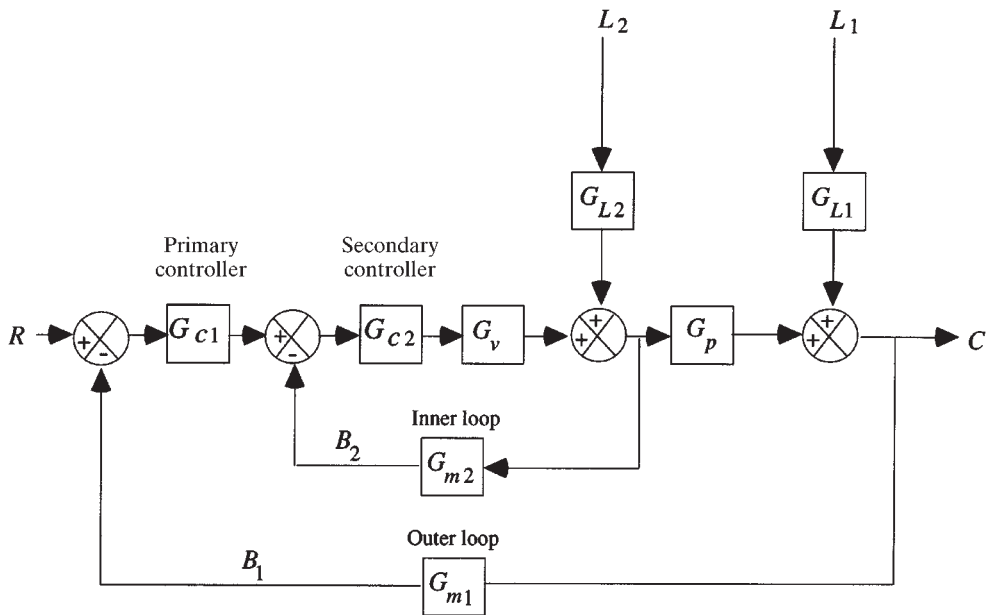 L2
L1
GL2
GL1
Primary
controller
Secondary
controller
R
+
-
Gc1
+
-
Gc2
Gv
+
+
Gp
+
+
C
Inner loop
B2
Gm2
Outer loop
B1
Gm1